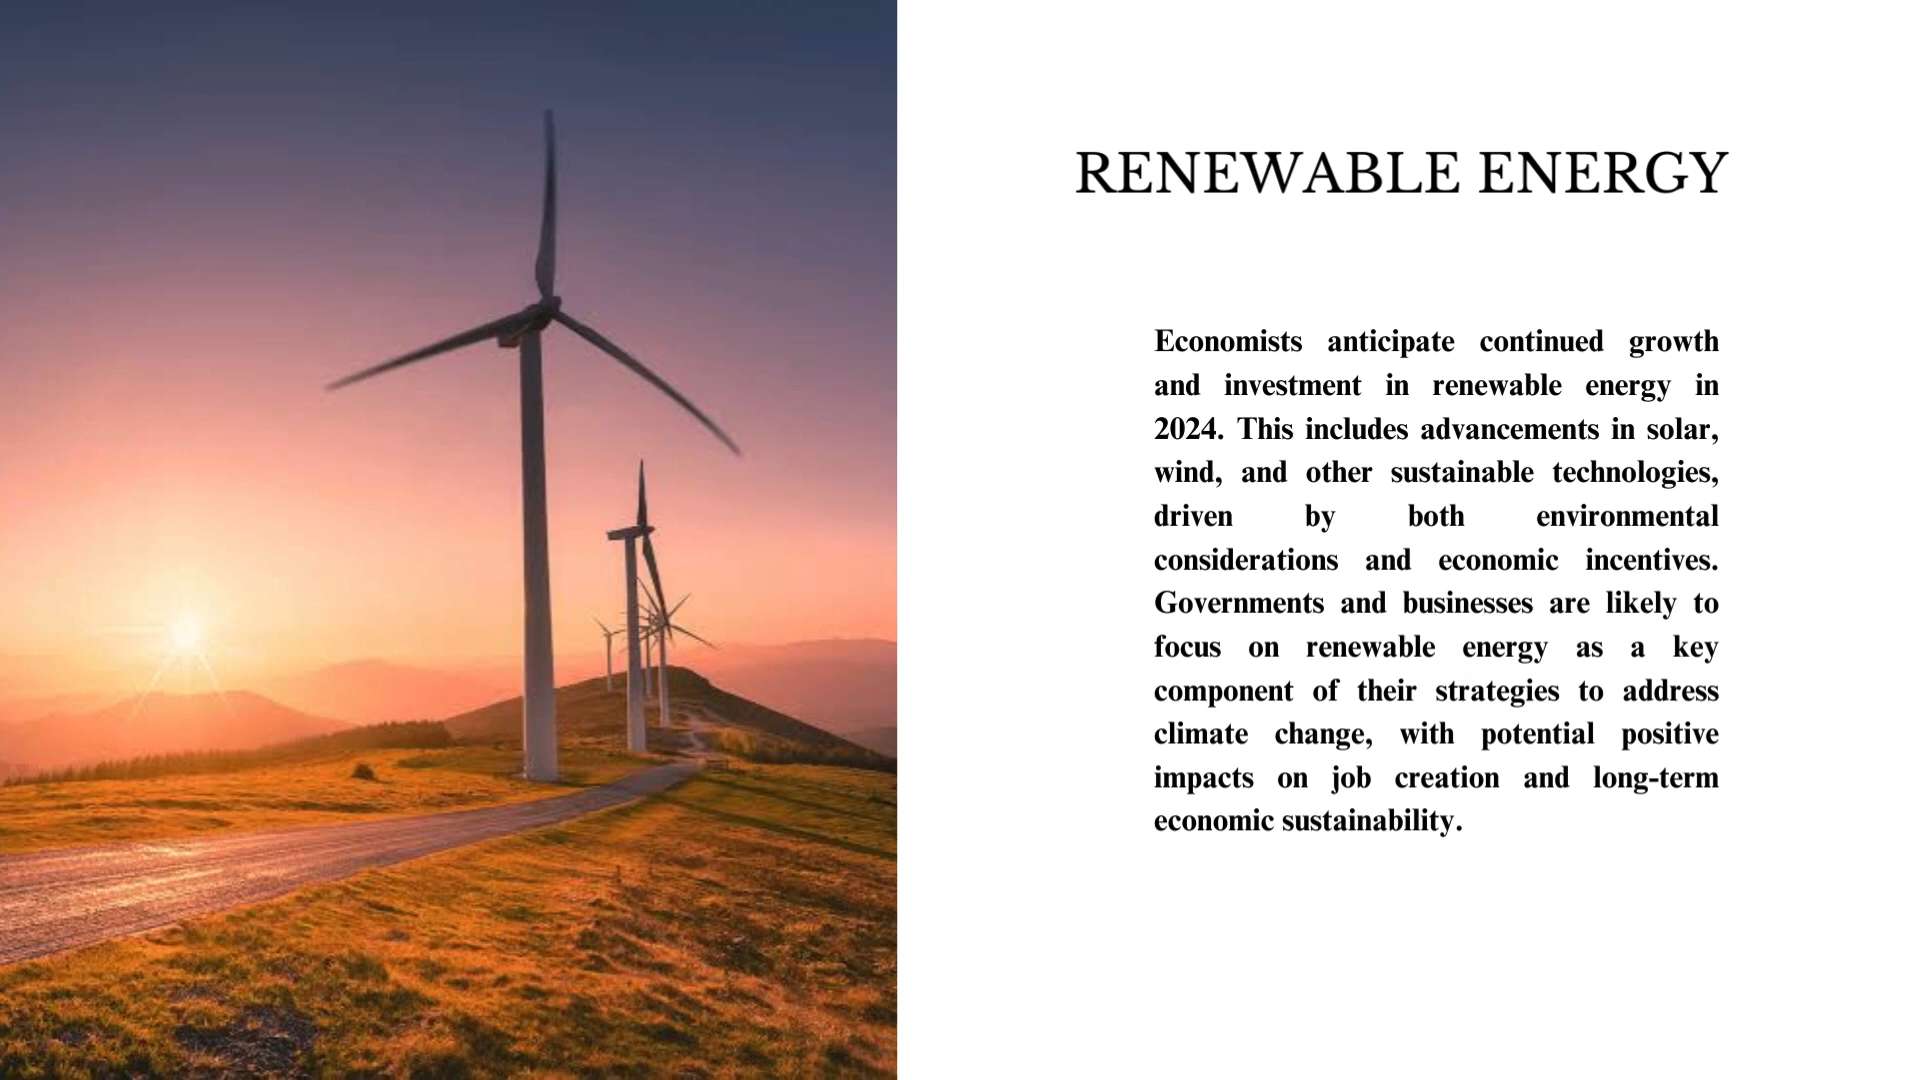 RENEWABLE ENERGY
Economists anticipate continued growth
and investment in renewable energy in
2024. This includes advancements in solar,
wind, and other sustainable technologies,
driven by both environmental
considerations and economic incentives.
Governments and businesses are likely to
focus on renewable energy as a key
component of their strategies to address
climate change, with potential positive
impacts on job creation and long-term
economic sustainability.